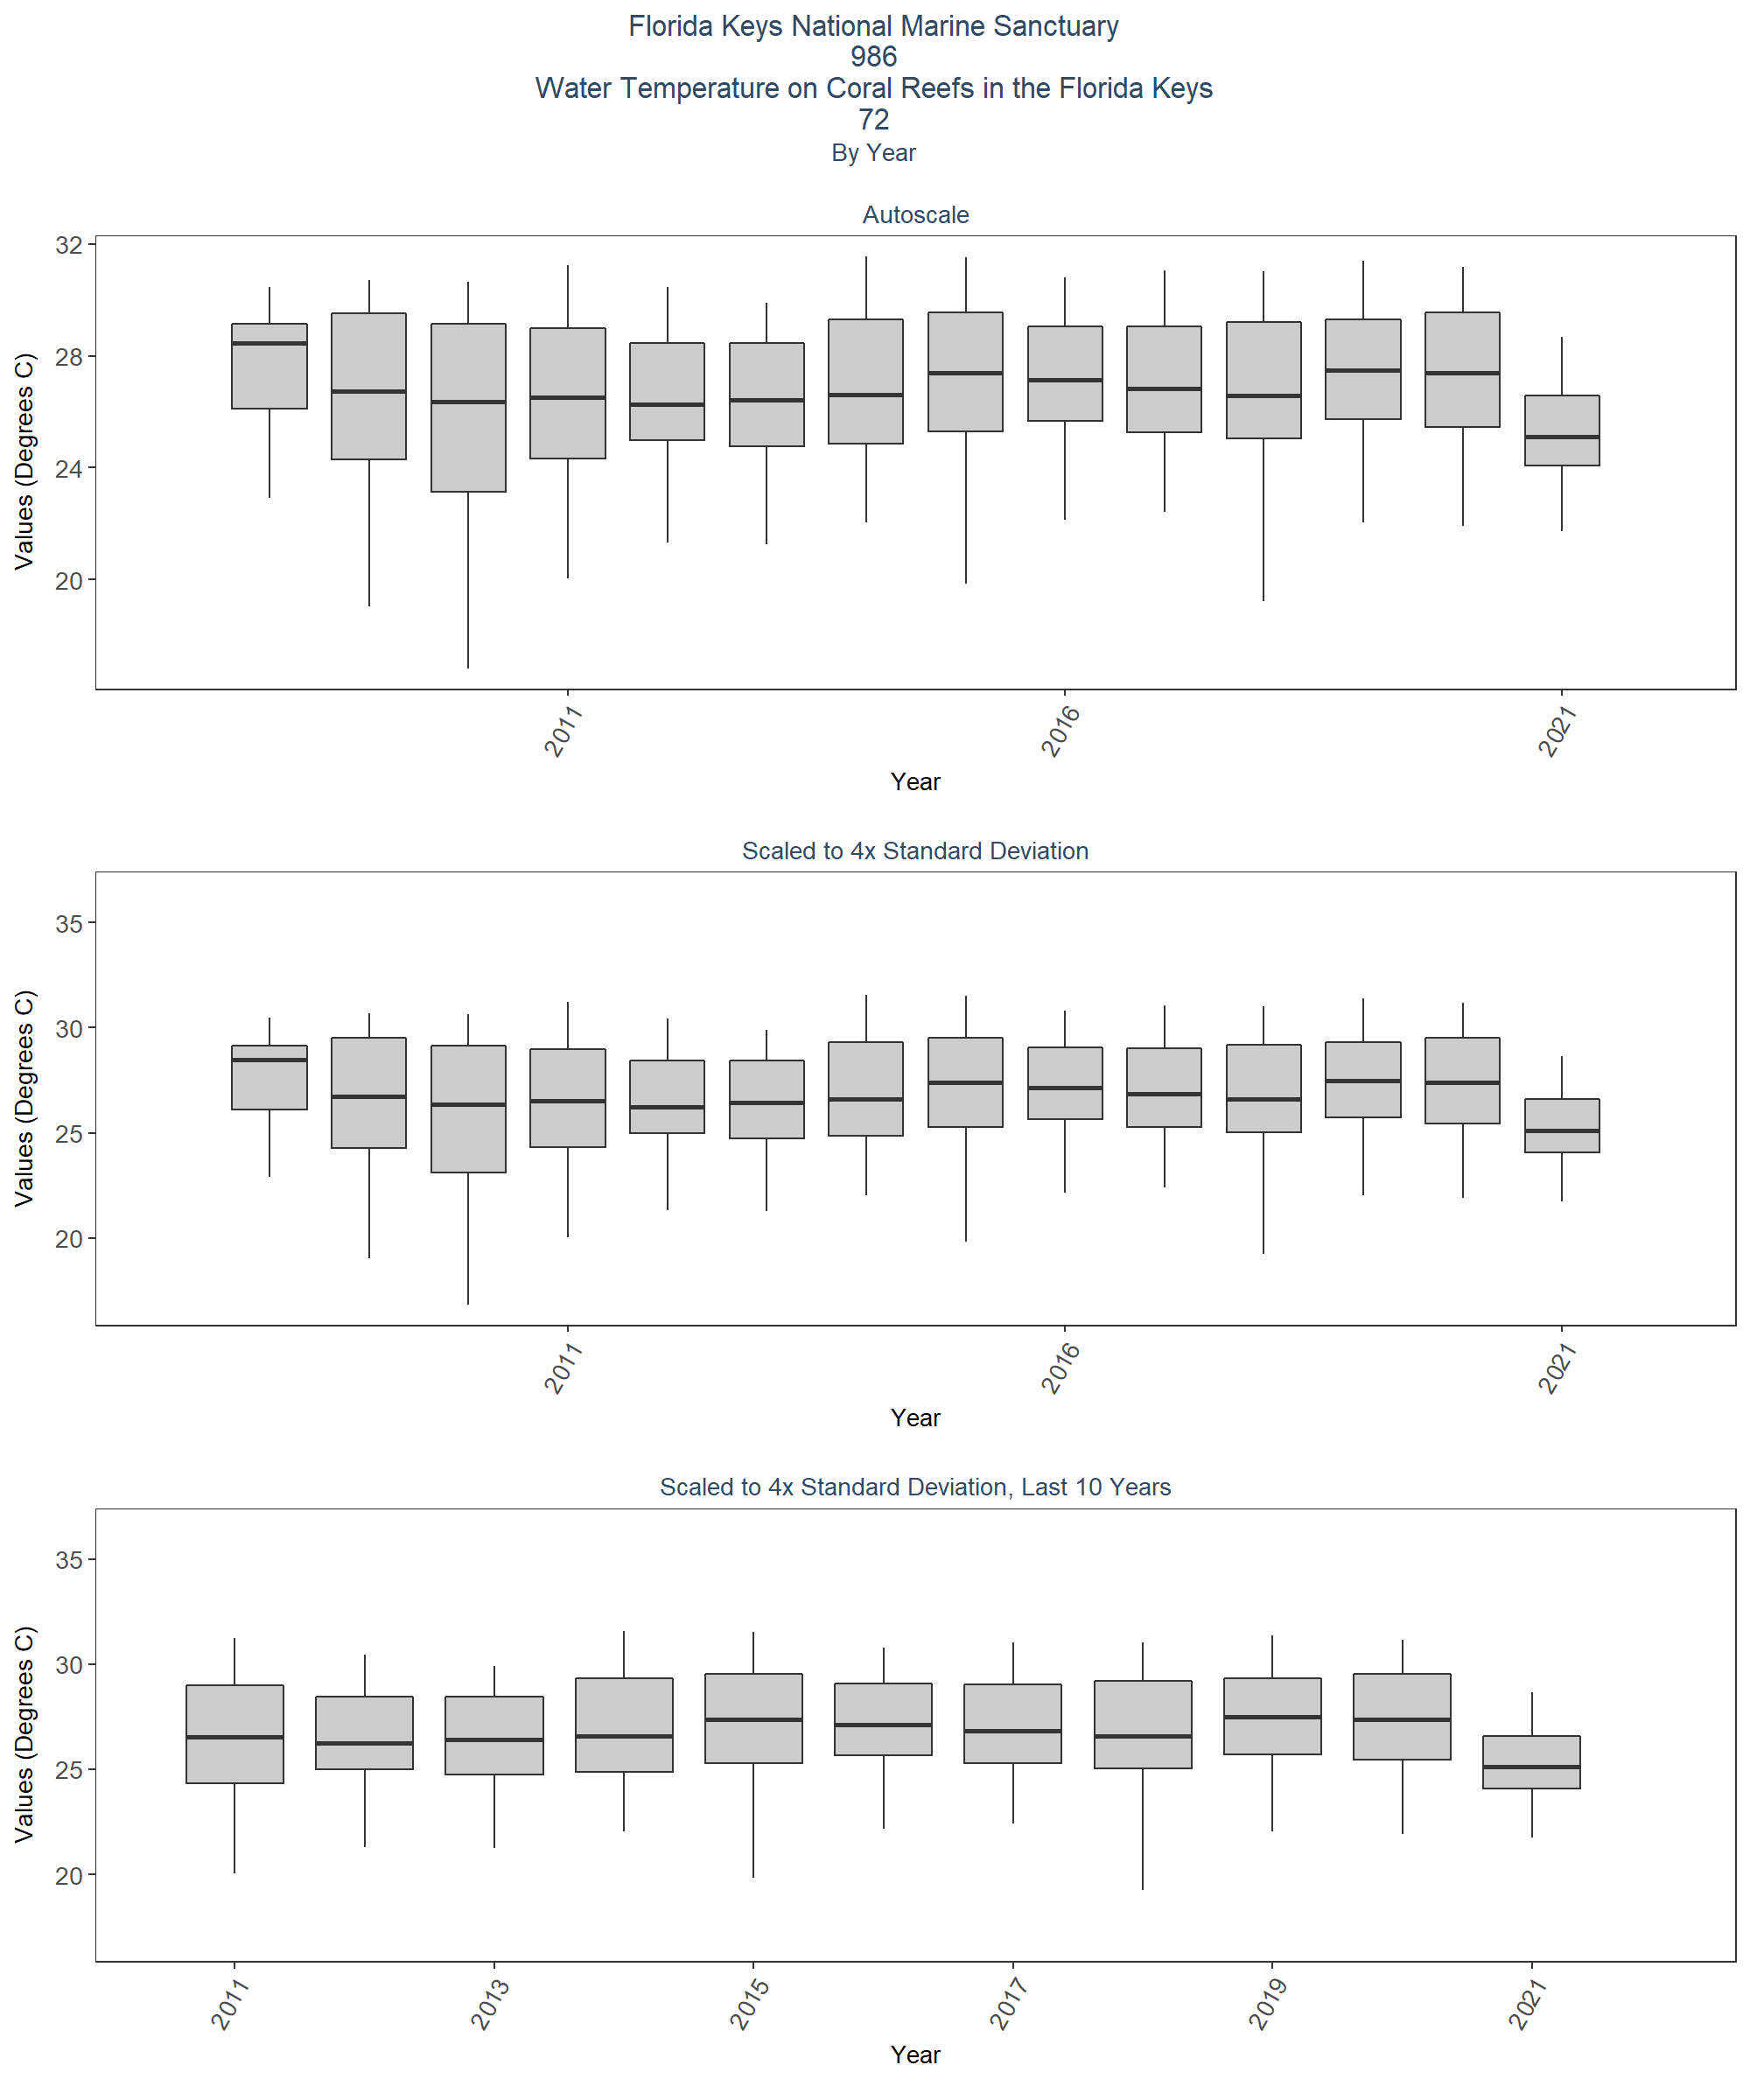 Florida Keys National Marine Sanctuary
986
Water Temperature on Coral Reefs in the Florida Keys
72
By Year
Autoscale
Values (Degrees C)
32
28
24
20
2011
2016
2021
Year
Scaled to 4x Standard Deviation
Values (Degrees C)
35
30
25
20
2011
2016
2021
Year
Scaled to 4x Standard Deviation, Last 10 Years
Values (Degrees C)
35
30
25
20
2011
2013
2015
2017
2019
2021
Year